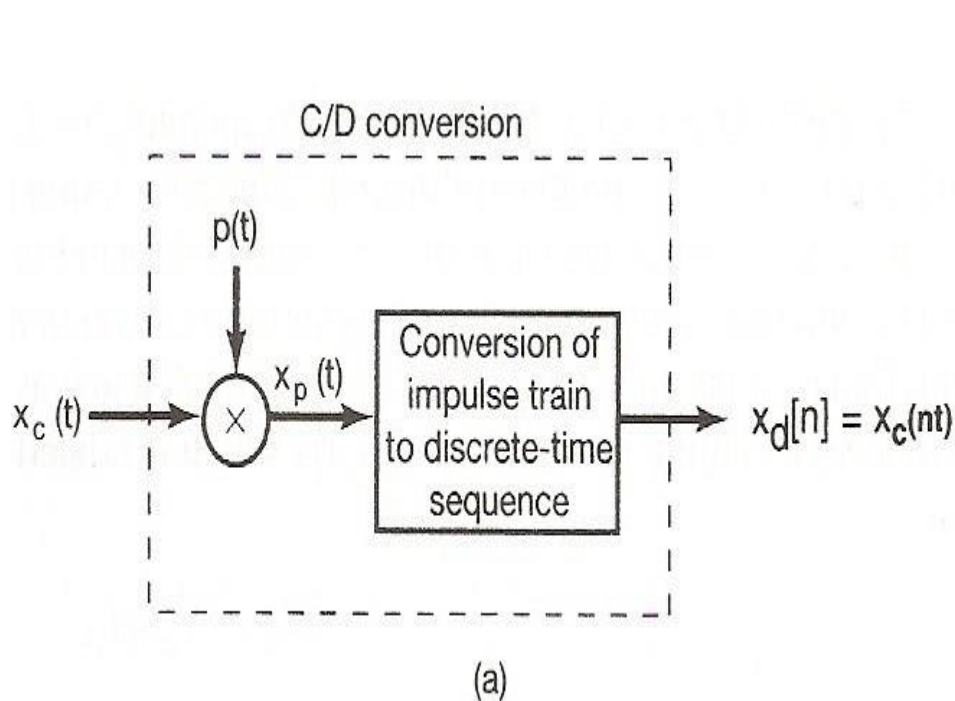 C/D conversion
p(t)
x_c (t)
x_p (t)
×
Conversion of
impulse train
to discrete-time
sequence
x_d[n] = x_c(nt)
(a)